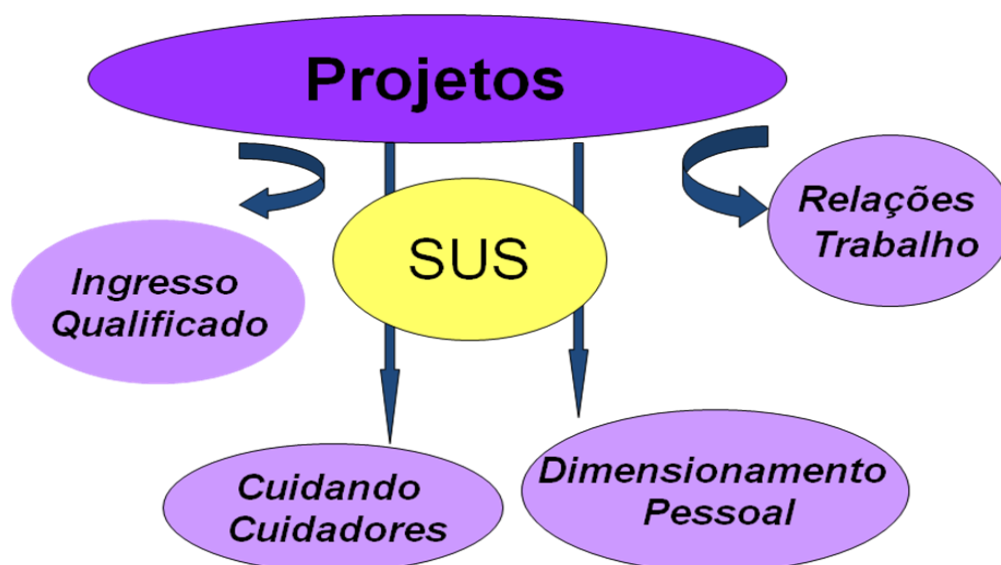 Projetos
SUS
Relações
Trabalho
Ingresso
Qualificado
Cuidando
Cuidadores
Dimensionamento
Pessoal